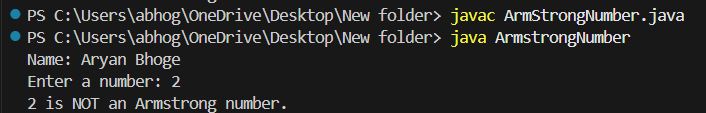 PS C:\Users\abhog\OneDrive\Desktop\New folder> javac ArmStrongNumber.java
PS C:\Users\abhog\OneDrive\Desktop\New folder> java ArmstrongNumber
Name: Aryan Bhoge
Enter a number: 2
2 is NOT an Armstrong number.